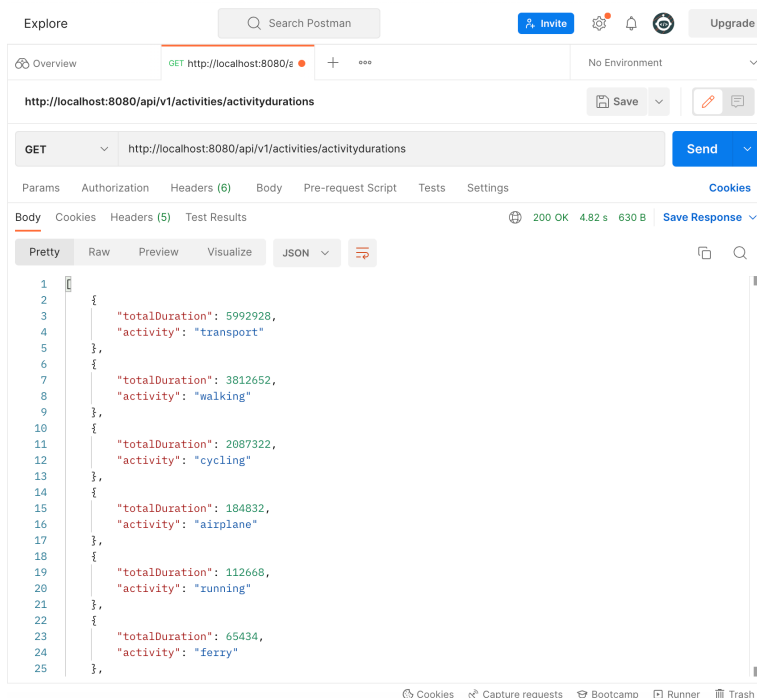 Explore
Search Postman
Invite
Upgrade
Overview
GET http://localhost:8080/a
No Environment
http://localhost:8080/api/v1/activities/activitydurations
Save
GET
http://localhost:8080/api/v1/activities/activitydurations
Send
Params Authorization Headers (6) Body Pre-request Script Tests Settings Cookies
Body Cookies Headers (5) Test Results 200 OK 4.82 s 630 B Save Response
Pretty Raw Preview Visualize JSON
1 [
2 {
3 "totalDuration": 5992928,
4 "activity": "transport"
5 },
6 {
7 "totalDuration": 3812652,
8 "activity": "walking"
9 },
10 {
11 "totalDuration": 2087322,
12 "activity": "cycling"
13 },
14 {
15 "totalDuration": 184832,
16 "activity": "airplane"
17 },
18 {
19 "totalDuration": 112668,
20 "activity": "running"
21 },
22 {
23 "totalDuration": 65434,
24 "activity": "ferry"
25 },
Cookies Capture requests Bootcamp Runner Trash